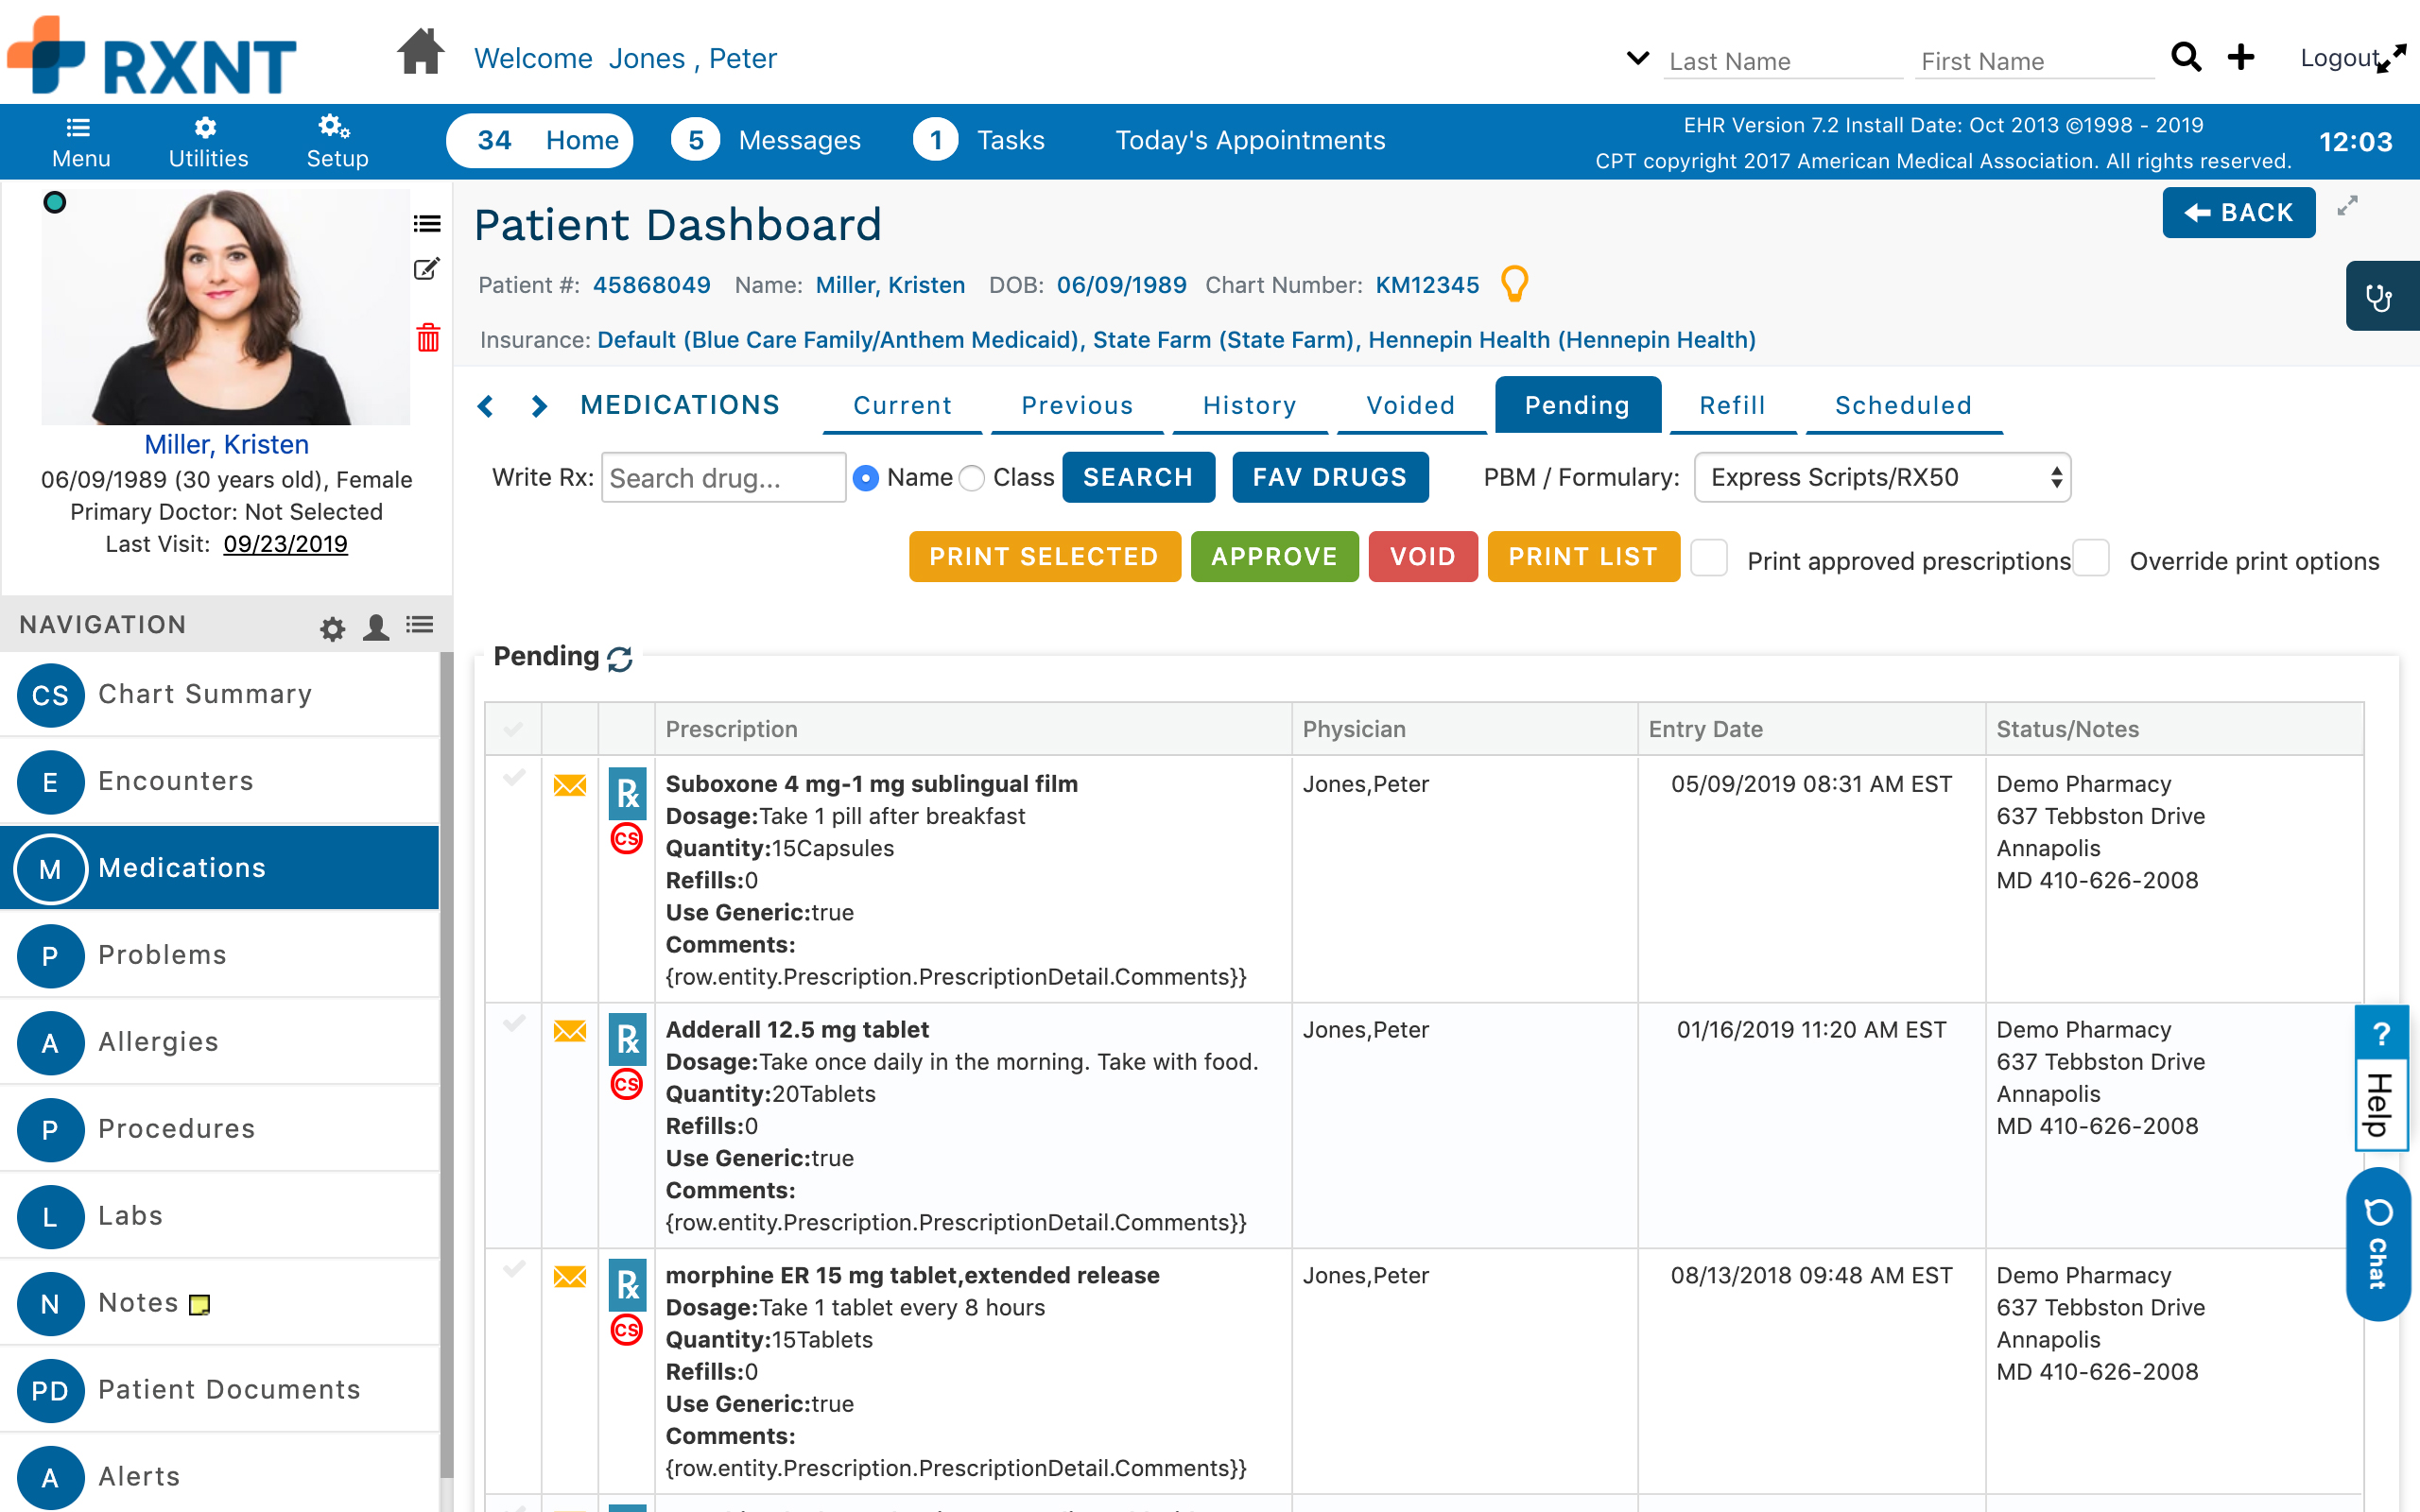 RXNT
Welcome Jones , Peter
Last Name
First Name
Logout
Menu
Utilities
Setup
34 Home
5 Messages
1 Tasks
Today's Appointments
EHR Version 7.2 Install Date: Oct 2013 ©1998 - 2019
CPT copyright 2017 American Medical Association. All rights reserved.
12:03
Miller, Kristen
06/09/1989 (30 years old), Female
Primary Doctor: Not Selected
Last Visit: 09/23/2019
NAVIGATION
CS Chart Summary
E Encounters
M Medications
P Problems
A Allergies
P Procedures
L Labs
N Notes
PD Patient Documents
A Alerts
Patient Dashboard
BACK
Patient #: 45868049 Name: Miller, Kristen DOB: 06/09/1989 Chart Number: KM12345
Insurance: Default (Blue Care Family/Anthem Medicaid), State Farm (State Farm), Hennepin Health (Hennepin Health)
MEDICATIONS
Current
Previous
History
Voided
Pending
Refill
Scheduled
Write Rx: Search drug... Name Class SEARCH FAV DRUGS PBM / Formulary: Express Scripts/RX50
PRINT SELECTED APPROVE VOID PRINT LIST Print approved prescriptions Override print options
Pending
Prescription Physician Entry Date Status/Notes
Rx
CS
Suboxone 4 mg-1 mg sublingual film
Dosage:Take 1 pill after breakfast
Quantity:15Capsules
Refills:0
Use Generic:true
Comments:
{row.entity.Prescription.PrescriptionDetail.Comments}}
Jones,Peter
05/09/2019 08:31 AM EST
Demo Pharmacy
637 Tebbston Drive
Annapolis
MD 410-626-2008
Rx
CS
Adderall 12.5 mg tablet
Dosage:Take once daily in the morning. Take with food.
Quantity:20Tablets
Refills:0
Use Generic:true
Comments:
{row.entity.Prescription.PrescriptionDetail.Comments}}
Jones,Peter
01/16/2019 11:20 AM EST
Demo Pharmacy
637 Tebbston Drive
Annapolis
MD 410-626-2008
Rx
CS
morphine ER 15 mg tablet,extended release
Dosage:Take 1 tablet every 8 hours
Quantity:15Tablets
Refills:0
Use Generic:true
Comments:
{row.entity.Prescription.PrescriptionDetail.Comments}}
Jones,Peter
08/13/2018 09:48 AM EST
Demo Pharmacy
637 Tebbston Drive
Annapolis
MD 410-626-2008
? Help
Chat